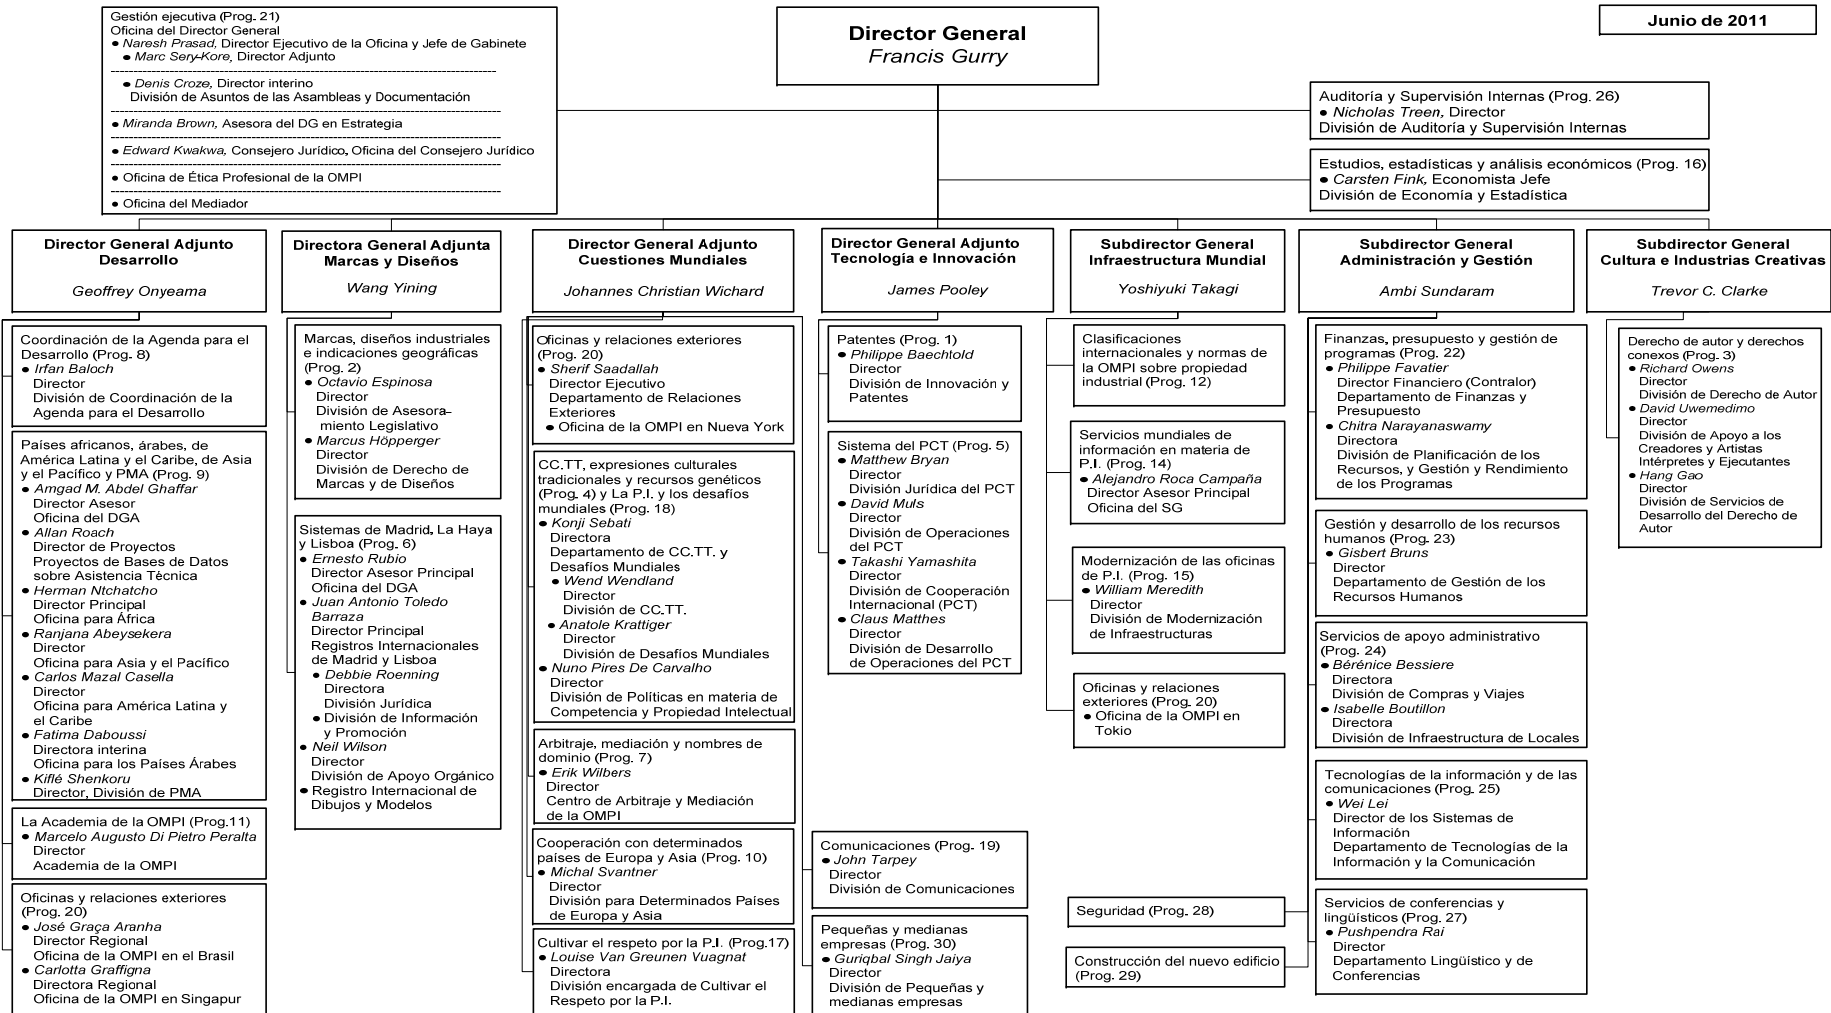 Gestión ejecutiva (Prog. 21)
Oficina del Director General
● Naresh Prasad, Director Ejecutivo de la Oficina y Jefe de Gabinete
● Marc Sery-Kore, Director Adjunto
● Denis Croze, Director interino
División de Asuntos de las Asambleas y Documentación
● Miranda Brown, Asesora del DG en Estrategia
● Edward Kwakwa, Consejero Jurídico, Oficina del Consejero Jurídico
● Oficina de Ética Profesional de la OMPI
● Oficina del Mediador
Director General
Francis Gurry
Junio de 2011
Auditoría y Supervisión Internas (Prog. 26)
● Nicholas Treen, Director
División de Auditoría y Supervisión Internas
Estudios, estadísticas y análisis económicos (Prog. 16)
● Carsten Fink, Economista Jefe
División de Economía y Estadística
Director General Adjunto
Desarrollo
Geoffrey Onyeama
Coordinación de la Agenda para el
Desarrollo (Prog. 8)
● Irfan Baloch
Director
División de Coordinación de la
Agenda para el Desarrollo
Países africanos, árabes, de
América Latina y el Caribe, de Asia
y el Pacífico y PMA (Prog. 9)
● Amgad M. Abdel Ghaffar
Director Asesor
Oficina del DGA
● Allan Roach
Director de Proyectos
Proyectos de Bases de Datos
sobre Asistencia Técnica
● Herman Ntchatcho
Director Principal
Oficina para África
● Ranjana Abeysekera
Director
Oficina para Asia y el Pacífico
● Carlos Mazal Casella
Director
Oficina para América Latina y
el Caribe
● Fatima Daboussi
Directora interina
Oficina para los Países Árabes
● Kiflé Shenkoru
Director, División de PMA
La Academia de la OMPI (Prog.11)
● Marcelo Augusto Di Pietro Peralta
Director
Academia de la OMPI
Oficinas y relaciones exteriores
(Prog. 20)
● José Graça Aranha
Director Regional
Oficina de la OMPI en el Brasil
● Carlotta Graffigna
Directora Regional
Oficina de la OMPI en Singapur
Directora General Adjunta
Marcas y Diseños
Wang Yining
Marcas, diseños industriales
e indicaciones geográficas
(Prog. 2)
● Octavio Espinosa
Director
División de Asesora–
miento Legislativo
● Marcus Höpperger
Director
División de Derecho de
Marcas y de Diseños
Sistemas de Madrid, La Haya
y Lisboa (Prog. 6)
● Ernesto Rubio
Director Asesor Principal
Oficina del DGA
● Juan Antonio Toledo
Barraza
Director Principal
Registros Internacionales
de Madrid y Lisboa
● Debbie Roenning
Directora
División Jurídica
● División de Información
y Promoción
● Neil Wilson
Director
División de Apoyo Orgánico
● Registro Internacional de
Dibujos y Modelos
Director General Adjunto
Cuestiones Mundiales
Johannes Christian Wichard
Oficinas y relaciones exteriores
(Prog. 20)
● Sherif Saadallah
Director Ejecutivo
Departamento de Relaciones
Exteriores
● Oficina de la OMPI en Nueva York
CC.TT, expresiones culturales
tradicionales y recursos genéticos
(Prog. 4) y La P.I. y los desafíos
mundiales (Prog. 18)
● Konji Sebati
Directora
Departamento de CC.TT. y
Desafíos Mundiales
● Wend Wendland
Director
División de CC.TT.
● Anatole Krattiger
Director
División de Desafíos Mundiales
● Nuno Pires De Carvalho
Director
División de Políticas en materia de
Competencia y Propiedad Intelectual
Arbitraje, mediación y nombres de
dominio (Prog. 7)
● Erik Wilbers
Director
Centro de Arbitraje y Mediación
de la OMPI
Cooperación con determinados
países de Europa y Asia (Prog. 10)
● Michal Svantner
Director
División para Determinados Países
de Europa y Asia
Cultivar el respeto por la P.I. (Prog.17)
● Louise Van Greunen Vuagnat
Directora
División encargada de Cultivar el
Respeto por la P.I.
Director General Adjunto
Tecnología e Innovación
James Pooley
Patentes (Prog. 1)
● Philippe Baechtold
Director
División de Innovación y
Patentes
Sistema del PCT (Prog. 5)
● Matthew Bryan
Director
División Jurídica del PCT
● David Muls
Director
División de Operaciones
del PCT
● Takashi Yamashita
Director
División de Cooperación
Internacional (PCT)
● Claus Matthes
Director
División de Desarrollo
de Operaciones del PCT
Comunicaciones (Prog. 19)
● John Tarpey
Director
División de Comunicaciones
Pequeñas y medianas
empresas (Prog. 30)
● Guriqbal Singh Jaiya
Director
División de Pequeñas y
medianas empresas
Subdirector General
Infraestructura Mundial
Yoshiyuki Takagi
Clasificaciones
internacionales y normas de
la OMPI sobre propiedad
industrial (Prog. 12)
Servicios mundiales de
información en materia de
P.I. (Prog. 14)
● Alejandro Roca Campaña
Director Asesor Principal
Oficina del SG
Modernización de las oficinas
de P.I. (Prog. 15)
● William Meredith
Director
División de Modernización
de Infraestructuras
Oficinas y relaciones
exteriores (Prog. 20)
● Oficina de la OMPI en
Tokio
Seguridad (Prog. 28)
Construcción del nuevo edificio
(Prog. 29)
Subdirector General
Administración y Gestión
Ambi Sundaram
Finanzas, presupuesto y gestión de
programas (Prog. 22)
● Philippe Favatier
Director Financiero (Contralor)
Departamento de Finanzas y
Presupuesto
● Chitra Narayanaswamy
Directora
División de Planificación de los
Recursos, y Gestión y Rendimiento
de los Programas
Gestión y desarrollo de los recursos
humanos (Prog. 23)
● Gisbert Bruns
Director
Departamento de Gestión de los
Recursos Humanos
Servicios de apoyo administrativo
(Prog. 24)
● Bérénice Bessiere
Directora
División de Compras y Viajes
● Isabelle Boutillon
Directora
División de Infraestructura de Locales
Tecnologías de la información y de las
comunicaciones (Prog. 25)
● Wei Lei
Director de los Sistemas de
Información
Departamento de Tecnologías de la
Información y la Comunicación
Servicios de conferencias y
lingüísticos (Prog. 27)
● Pushpendra Rai
Director
Departamento Lingüístico y de
Conferencias
Subdirector General
Cultura e Industrias Creativas
Trevor C. Clarke
Derecho de autor y derechos
conexos (Prog. 3)
● Richard Owens
Director
División de Derecho de Autor
● David Uwemedimo
Director
División de Apoyo a los
Creadores y Artistas
Intérpretes y Ejecutantes
● Hang Gao
Director
División de Servicios de
Desarrollo del Derecho de
Autor